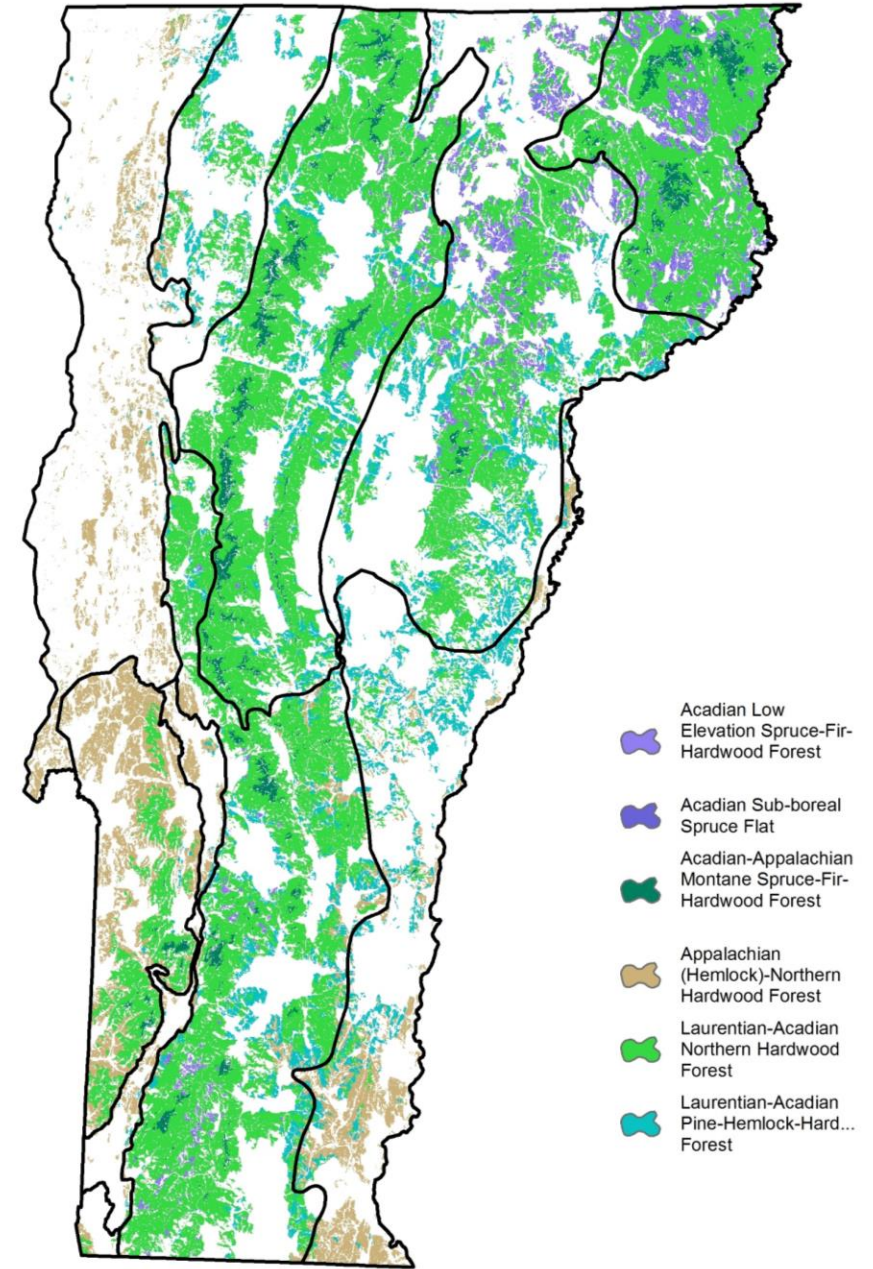 Acadian Low
Elevation Spruce-Fir-
Hardwood Forest
Acadian Sub-boreal
Spruce Flat
Acadian-Appalachian
Montane Spruce-Fir-
Hardwood Forest
Appalachian
(Hemlock)-Northern
Hardwood Forest
Laurentian-Acadian
Northern Hardwood
Forest
Laurentian-Acadian
Pine-Hemlock-Hard...
Forest